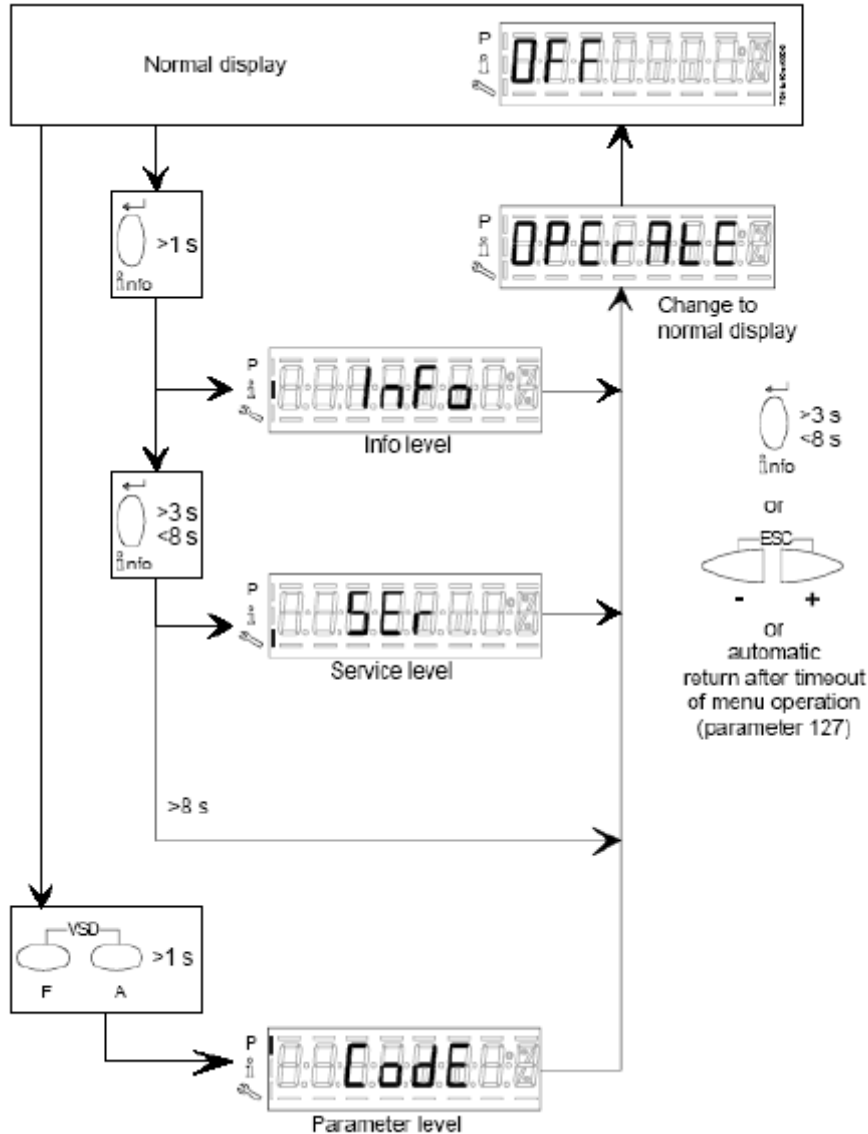 Normal display
P
i
OFF
>1 s
info
P
i
OPErAtE
Change to
normal display
P
i
InFo
Info level
>3 s
<8 s
info
>3 s
<8 s
info
or
ESC
- +
or
automatic
return after timeout
of menu operation
(parameter 127)
P
i
SEr
Service level
>8 s
VSD
>1 s
F A
P
i
CodE
Parameter level